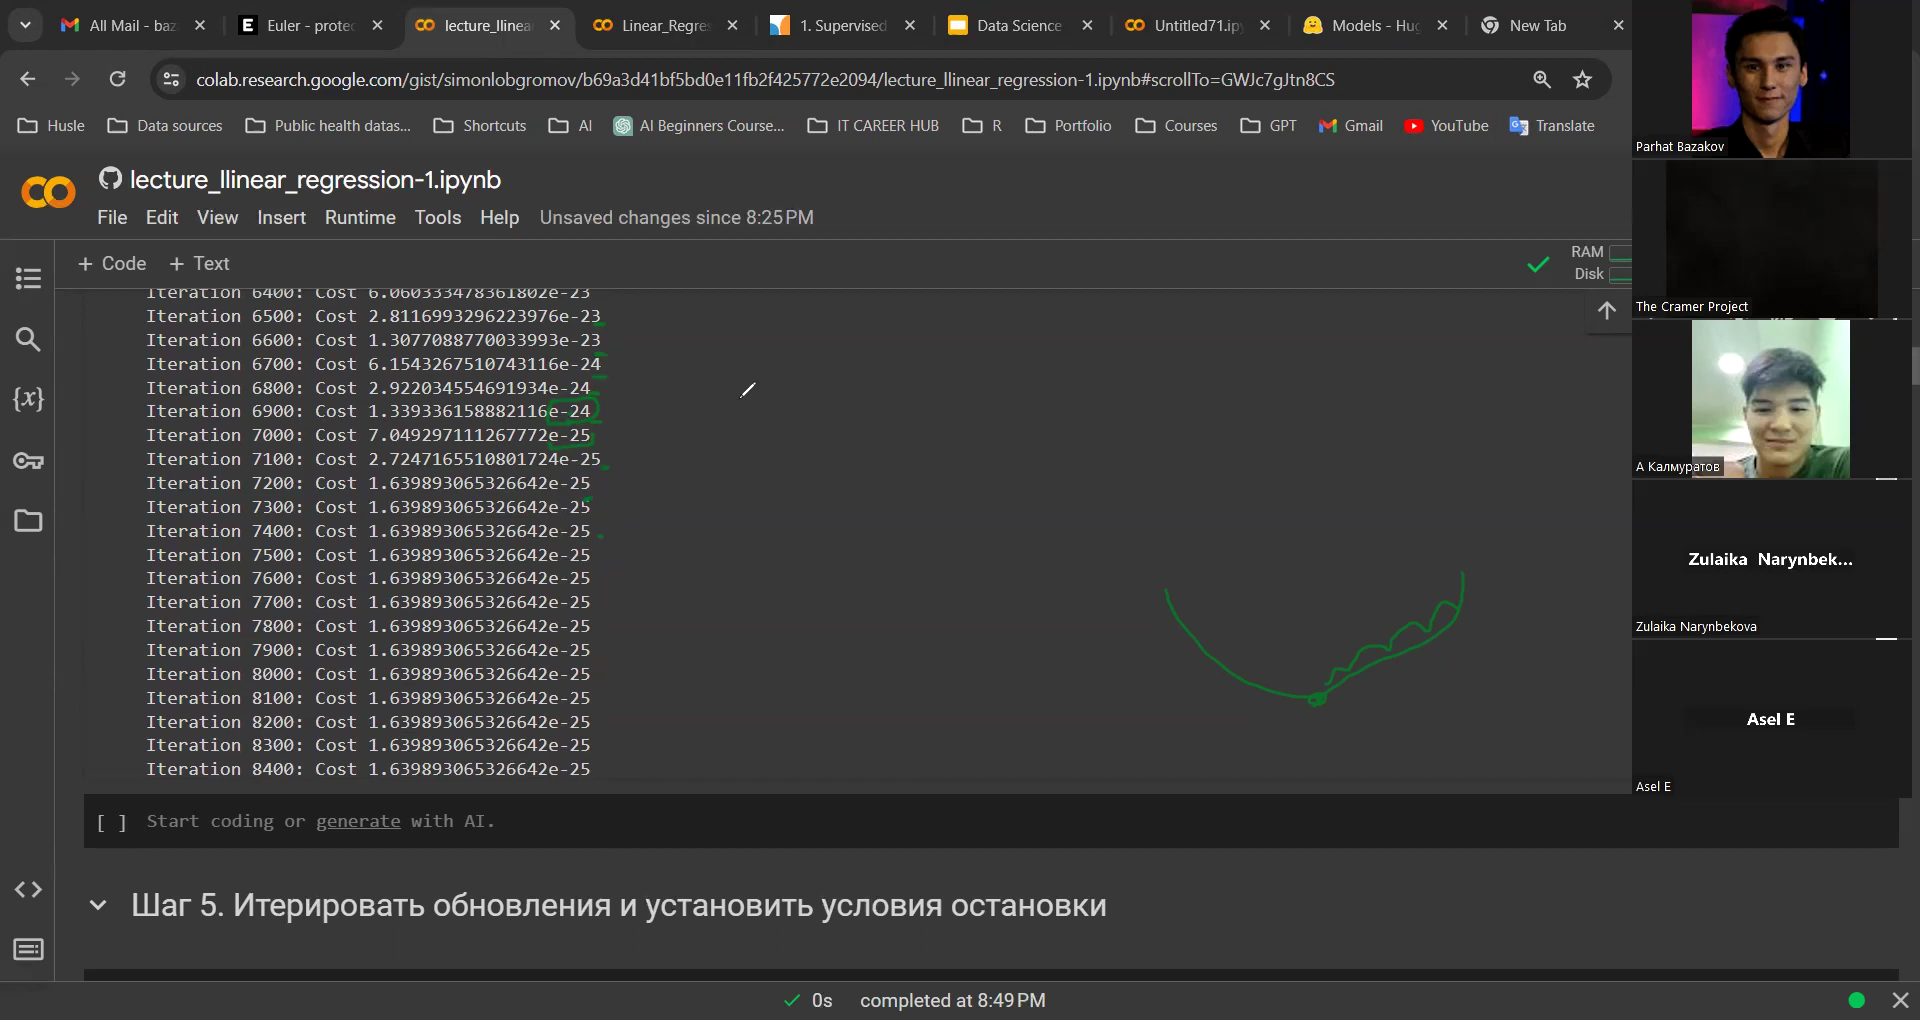 All Mail - baz
Euler - prote
lecture_llinea
Linear_Regre
1. Supervised
Data Science
Untitled71.ip
Models - Hug
New Tab
colab.research.google.com/gist/simonlobgromov/b69a3d41bf5bd0e11fb2f425772e2094/lecture_llinear_regression-1.ipynb#scrollTo=GWJc7gJtn8CS
Husle
Data sources
Public health datas...
Shortcuts
AI
AI Beginners Course...
IT CAREER HUB
R
Portfolio
Courses
GPT
Gmail
YouTube
Translate
lecture_llinear_regression-1.ipynb
File Edit View Insert Runtime Tools Help Unsaved changes since 8:25 PM
+ Code + Text
RAM
Disk
Iteration 6400: Cost 6.060333478361802e-23
Iteration 6500: Cost 2.8116993296223976e-23
Iteration 6600: Cost 1.3077088770033993e-23
Iteration 6700: Cost 6.1543267510743116e-24
Iteration 6800: Cost 2.922034554691934e-24
Iteration 6900: Cost 1.339336158882116e-24
Iteration 7000: Cost 7.049297111267772e-25
Iteration 7100: Cost 2.7247165510801724e-25
Iteration 7200: Cost 1.639893065326642e-25
Iteration 7300: Cost 1.639893065326642e-25
Iteration 7400: Cost 1.639893065326642e-25
Iteration 7500: Cost 1.639893065326642e-25
Iteration 7600: Cost 1.639893065326642e-25
Iteration 7700: Cost 1.639893065326642e-25
Iteration 7800: Cost 1.639893065326642e-25
Iteration 7900: Cost 1.639893065326642e-25
Iteration 8000: Cost 1.639893065326642e-25
Iteration 8100: Cost 1.639893065326642e-25
Iteration 8200: Cost 1.639893065326642e-25
Iteration 8300: Cost 1.639893065326642e-25
Iteration 8400: Cost 1.639893065326642e-25
[ ] Start coding or generate with AI.
Шаг 5. Итерировать обновления и установить условия остановки
0s completed at 8:49 PM
Parhat Bazakov
The Cramer Project
А Калмуратов
Zulaika Narynbek...
Zulaika Narynbekova
Asel E
Asel E